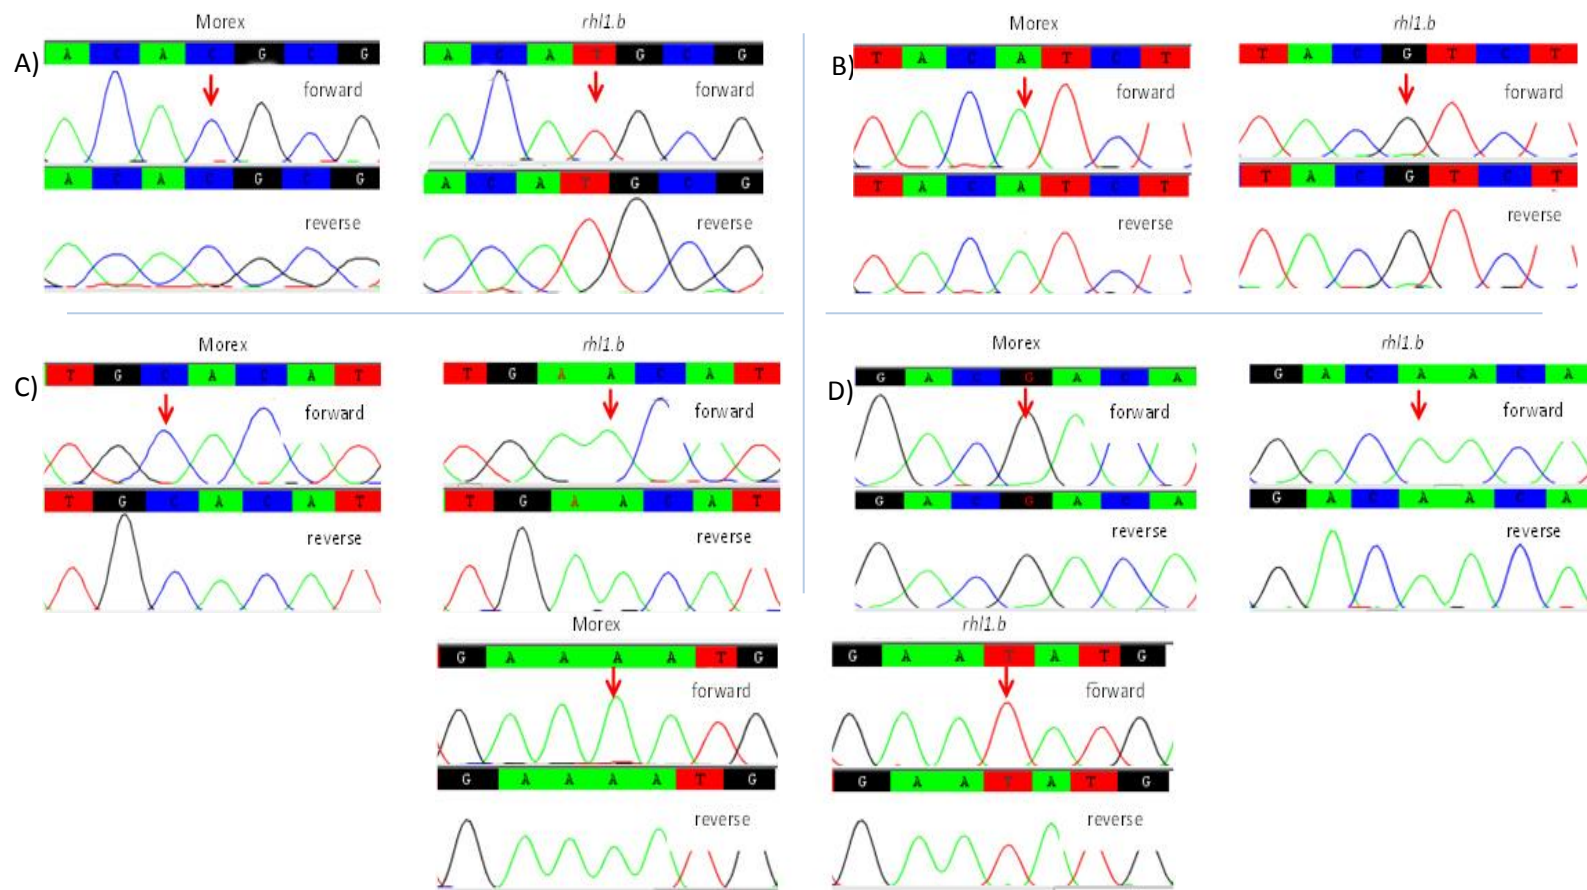 A)
Morex
A C A C G C G
forward
A C A C G C G
reverse
rhl1.b
A C A T G C G
forward
A C A T G C G
reverse
B)
Morex
T A C A T C T
forward
T A C A T C T
reverse
rhl1.b
T A C G T C T
forward
T A C G T C T
reverse
C)
Morex
T G C A C A T
forward
T G C A C A T
reverse
rhl1.b
T G A A C A T
forward
T G A A C A T
reverse
D)
Morex
G A C G A C A
forward
G A C G A C A
reverse
rhl1.b
G A C A A C A
forward
G A C A A C A
reverse
Morex
G A A A A T G
forward
G A A A A T G
reverse
rhl1.b
G A A T A T G
forward
G A A T A T G
reverse